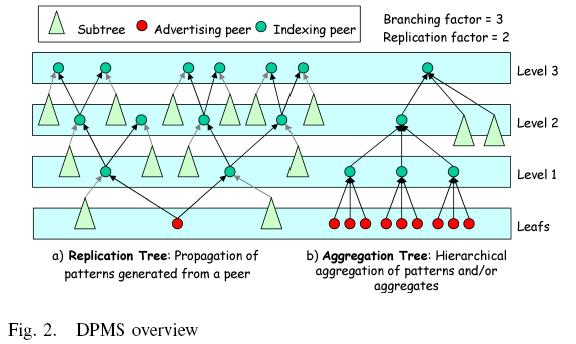 Subtree Advertising peer Indexing peer
Branching factor = 3
Replication factor = 2
Level 3
Level 2
Level 1
Leafs
a) Replication Tree: Propagation of
patterns generated from a peer
b) Aggregation Tree: Hierarchical
aggregation of patterns and/or
aggregates
Fig. 2. DPMS overview